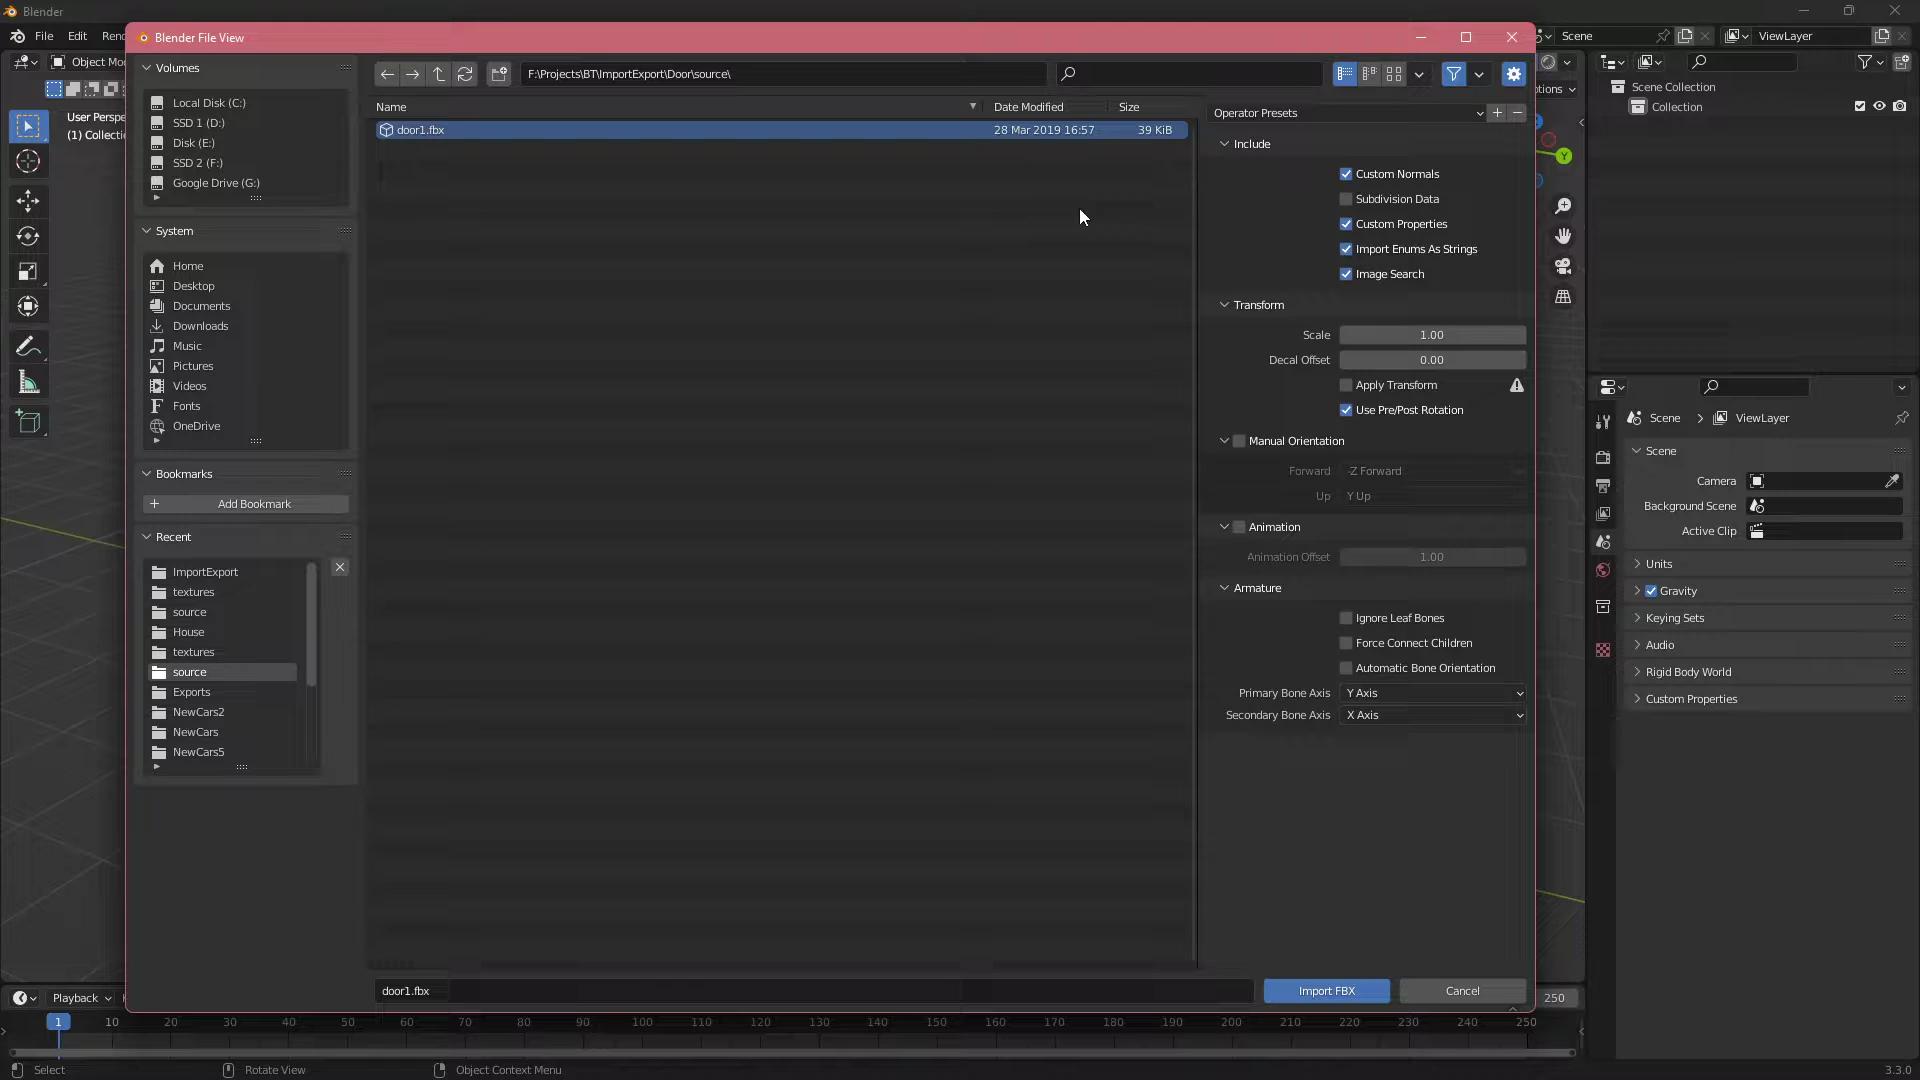 Blender
File Edit Rend
Blender File View
Scene
ViewLayer
Object Mo
Options
User Perspe
(1) Collectio
Volumes
Local Disk (C:)
SSD 1 (D:)
Disk (E:)
SSD 2 (F:)
Google Drive (G:)
System
Home
Desktop
Documents
Downloads
Music
Pictures
Videos
Fonts
OneDrive
Bookmarks
Add Bookmark
Recent
ImportExport
textures
source
House
textures
source
Exports
NewCars2
NewCars
NewCars5
F:\Projects\BT\ImportExport\Door\source\
Name Date Modified Size
door1.fbx 28 Mar 2019 16:57 39 KiB
door1.fbx
Import FBX
Cancel
Operator Presets
Include
Custom Normals
Subdivision Data
Custom Properties
Import Enums As Strings
Image Search
Transform
Scale 1.00
Decal Offset 0.00
Apply Transform
Use Pre/Post Rotation
Manual Orientation
Forward -Z Forward
Up Y Up
Animation
Animation Offset 1.00
Armature
Ignore Leaf Bones
Force Connect Children
Automatic Bone Orientation
Primary Bone Axis Y Axis
Secondary Bone Axis X Axis
Y
Scene Collection
Collection
Scene ViewLayer
Scene
Camera
Background Scene
Active Clip
Units
Gravity
Keying Sets
Audio
Rigid Body World
Custom Properties
Playback
250
1 10 20 30 40 50 60 70 80 90 100 110 120 130 140 150 160 170 180 190 200 210 220 230 240 250
Select
Rotate View
Object Context Menu
3.3.0